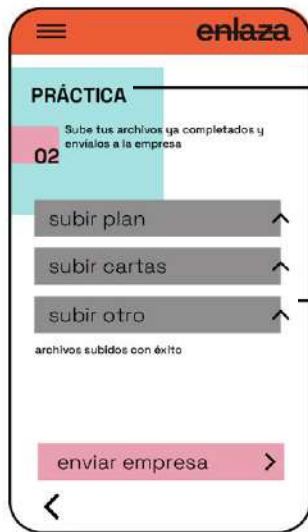 enlaza
PRÁCTICA
Sube tus archivos ya completados y
envíalos a la empresa
02
subir plan
subir cartas
subir otro
archivos subidos con éxito
enviar empresa